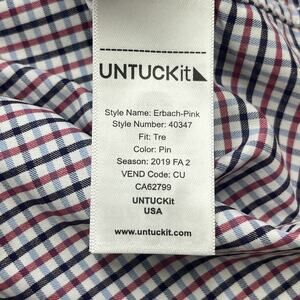 UNTUCKit
Style Name: Erbach-Pink
Style Number: 40347
Fit: Tre
Color: Pin
Season: 2019 FA 2
VEND Code: CU
CA62799
UNTUCKit
USA
www.untuckit.com